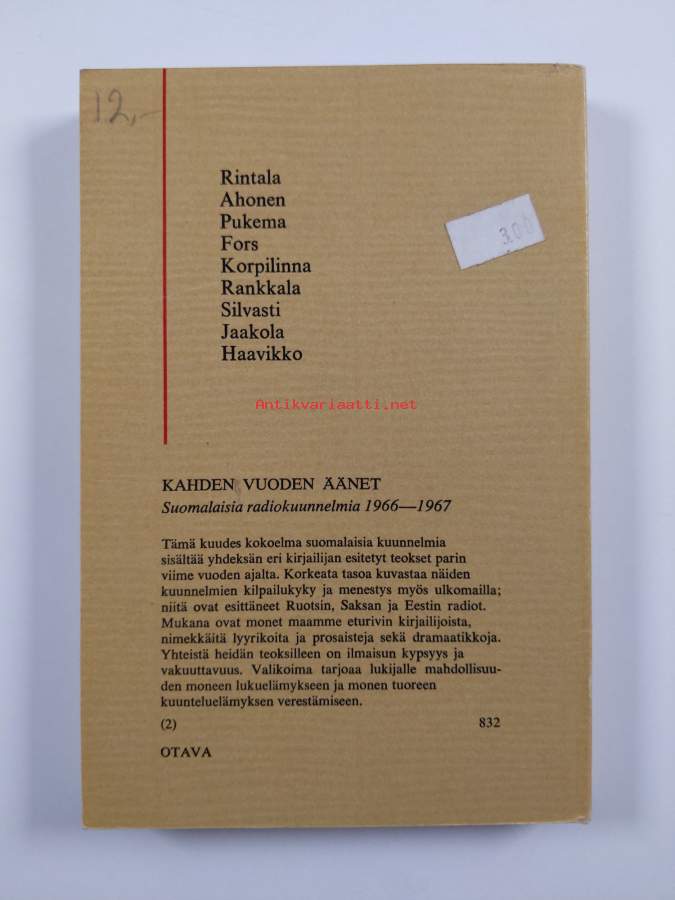 12,-
Rintala
Ahonen
Pukema
Fors
Korpilinna
Rankkala
Silvasti
Jaakola
Haavikko
3.00
Antikvariaatti.net
KAHDEN VUODEN ÄÄNET
Suomalaisia radiokuunnelmia 1966—1967
Tämä kuudes kokoelma suomalaisia kuunnelmia
sisältää yhdeksän eri kirjailijan esitetyt teokset parin
viime vuoden ajalta. Korkeata tasoa kuvastaa näiden
kuunnelmien kilpailukyky ja menestys myös ulkomailla;
niitä ovat esittäneet Ruotsin, Saksan ja Eestin radiot.
Mukana ovat monet maamme eturivin kirjailijoista,
nimekkäitä lyyrikoita ja prosaisteja sekä dramaatikkoja.
Yhteistä heidän teoksilleen on ilmaisun kypsyys ja
vakuuttavuus. Valikoima tarjoaa lukijalle mahdollisuu-
den moneen lukuelämykseen ja monen tuoreen
kuunteluelämyksen verestämiseen.
(2) 832
OTAVA